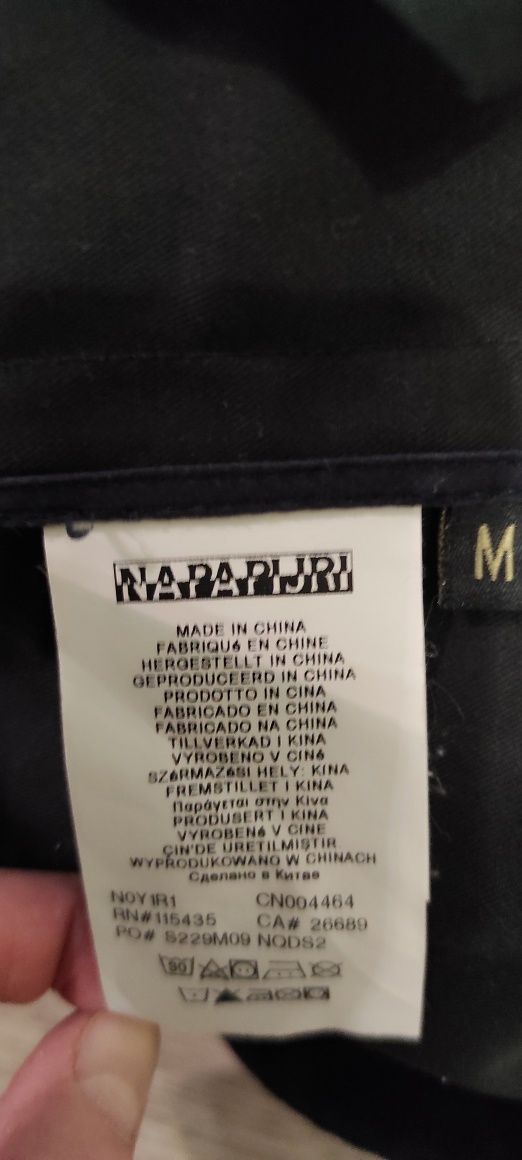 NAPAPIJRI
M
MADE IN CHINA
FABRIQUé EN CHINE
HERGESTELLT IN CHINA
GEPRODUCEERD IN CHINA
PRODOTTO IN CINA
FABRICADO EN CHINA
FABRICADO NA CHINA
TILLVERKAD I KINA
VYROBENO V CINé
SZáRMAZáSI HELY: KINA
FREMSTILLET I KINA
Παράγεται στην Κίνα
PRODUSERT I KINA
VYROBENé V CINE
ÇIN'DE URETILMIŞTIR
WYPRODUKOWANO W CHINACH
Сделано в Китае
N0Y1R1 CN004464
RN#115435 CA# 26689
PO# S229M09 NQDS2